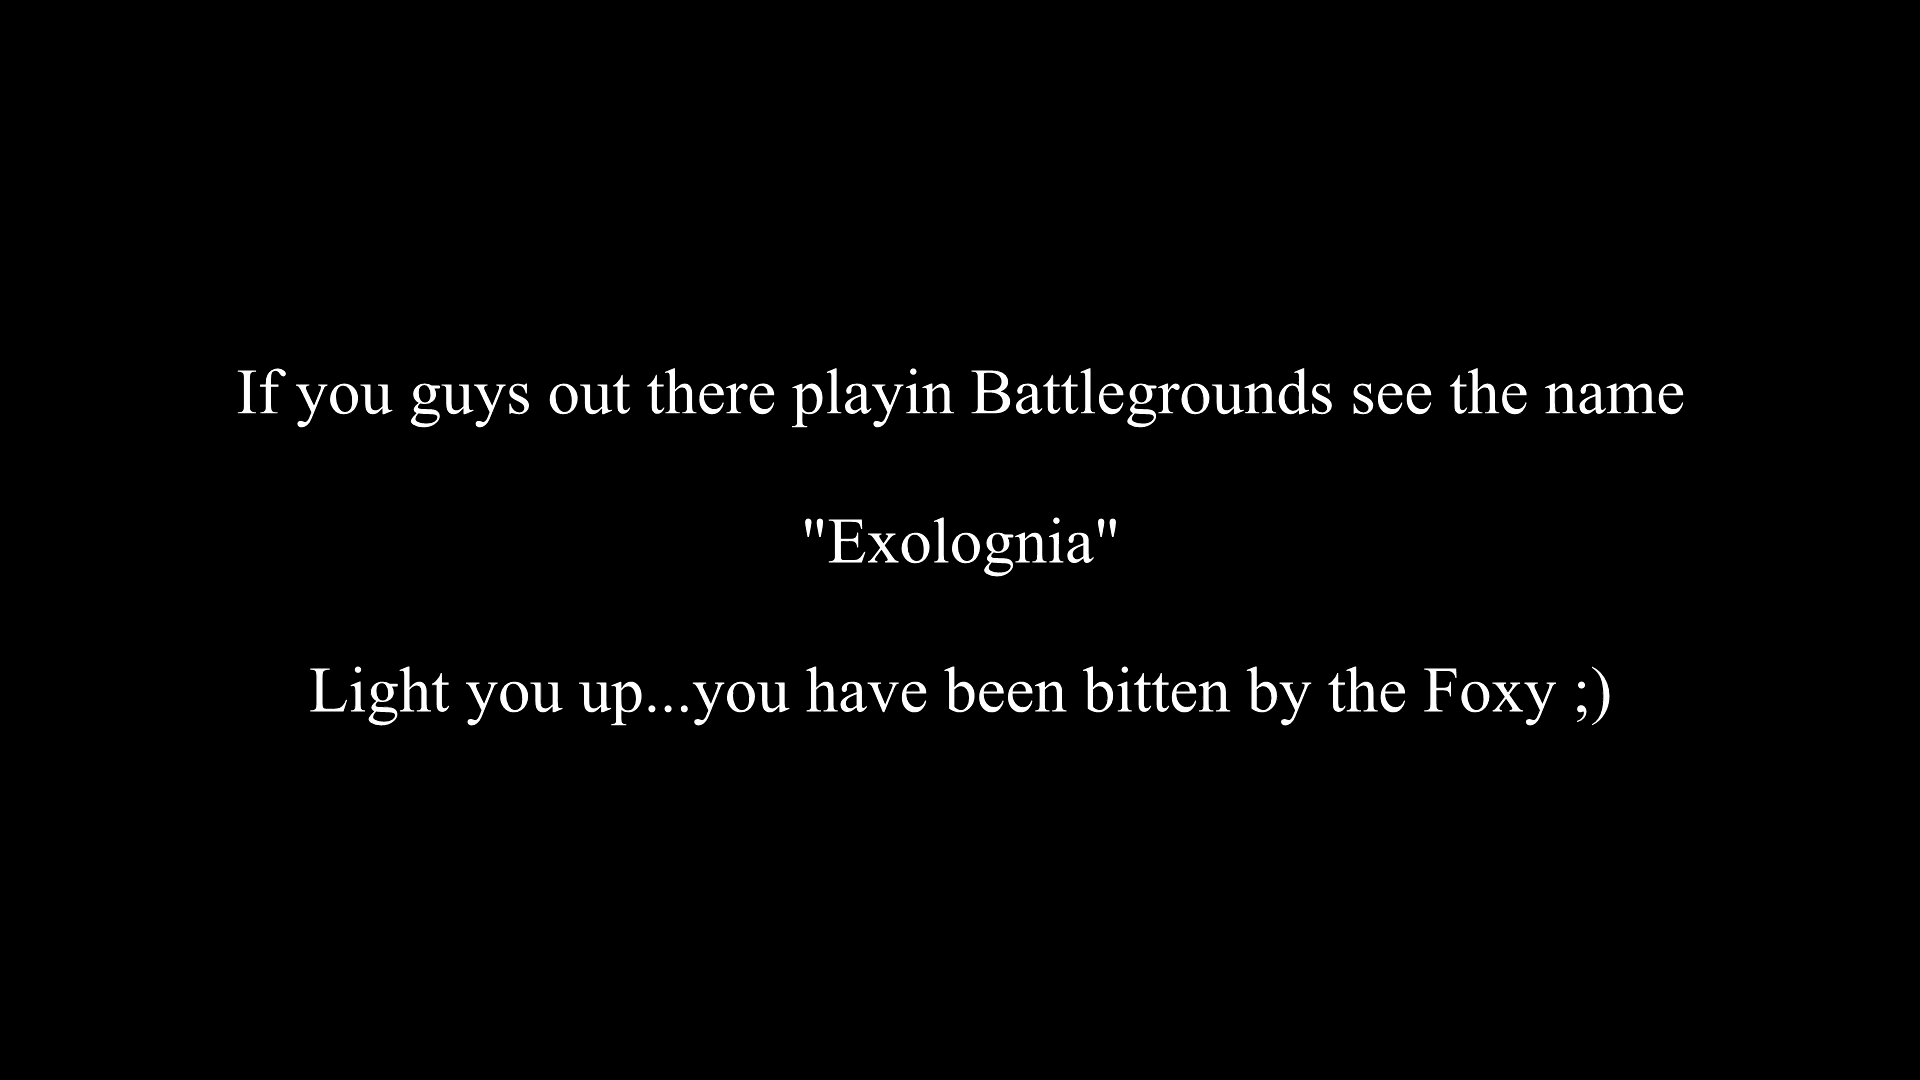 If you guys out there playin Battlegrounds see the name
"Exolognia"
Light you up...you have been bitten by the Foxy ;)